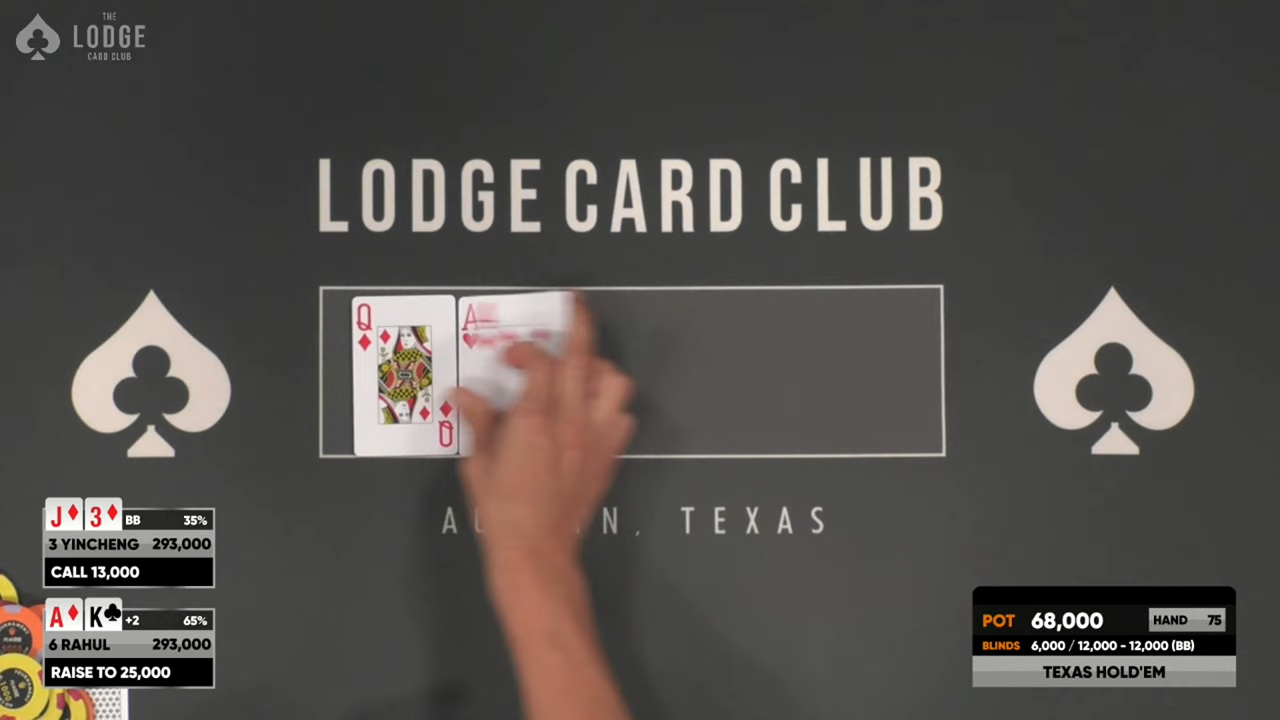 THE
LODGE
CARD CLUB
LODGE CARD CLUB
Q
A
Q
TEXAS
J 3 BB 35%
3 YINCHENG 293,000
CALL 13,000
A K +2 65%
6 RAHUL 293,000
RAISE TO 25,000
POT 68,000 HAND 75
BLINDS 6,000 / 12,000 - 12,000 (BB)
TEXAS HOLD'EM